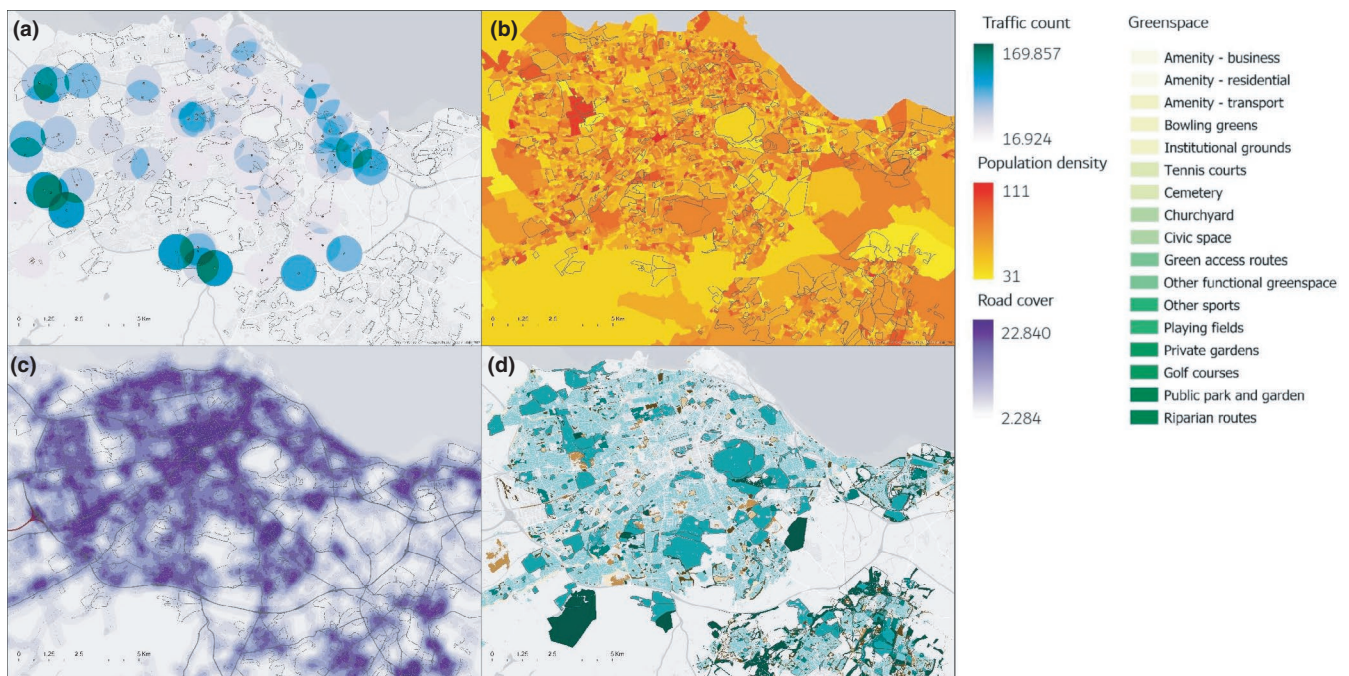 (a)
0 1.25 2.5 5 Km
(b)
0 1.25 2.5 5 Km
(c)
0 1.25 2.5 5 Km
(d)
0 1.25 2.5 5 Km
Traffic count
169.857
16.924
Population density
111
31
Road cover
22.840
2.284
Greenspace
Amenity - business
Amenity - residential
Amenity - transport
Bowling greens
Institutional grounds
Tennis courts
Cemetery
Churchyard
Civic space
Green access routes
Other functional greenspace
Other sports
Playing fields
Private gardens
Golf courses
Public park and garden
Riparian routes